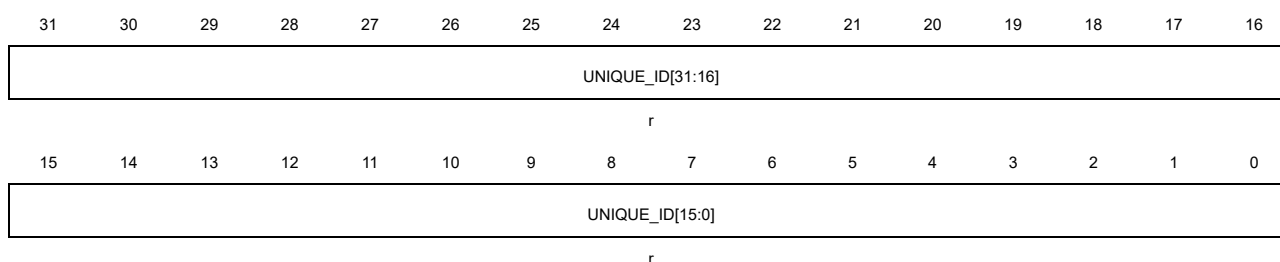 31 30 29 28 27 26 25 24 23 22 21 20 19 18 17 16
UNIQUE_ID[31:16]
r
15 14 13 12 11 10 9 8 7 6 5 4 3 2 1 0
UNIQUE_ID[15:0]
r